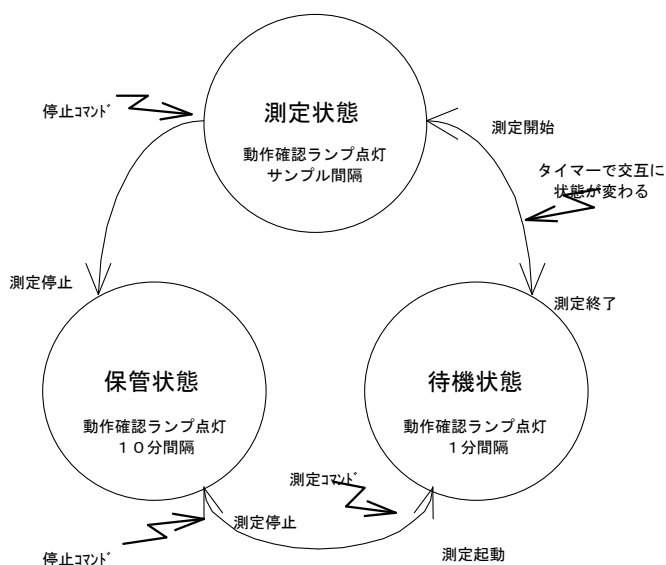 測定状態
動作確認ランプ点灯
サンプル間隔
停止ｺﾏﾝﾄﾞ
測定開始
タイマーで交互に
状態が変わる
測定停止
測定終了
保管状態
動作確認ランプ点灯
１０分間隔
待機状態
動作確認ランプ点灯
１分間隔
測定ｺﾏﾝﾄﾞ
測定停止
停止ｺﾏﾝﾄﾞ
測定起動